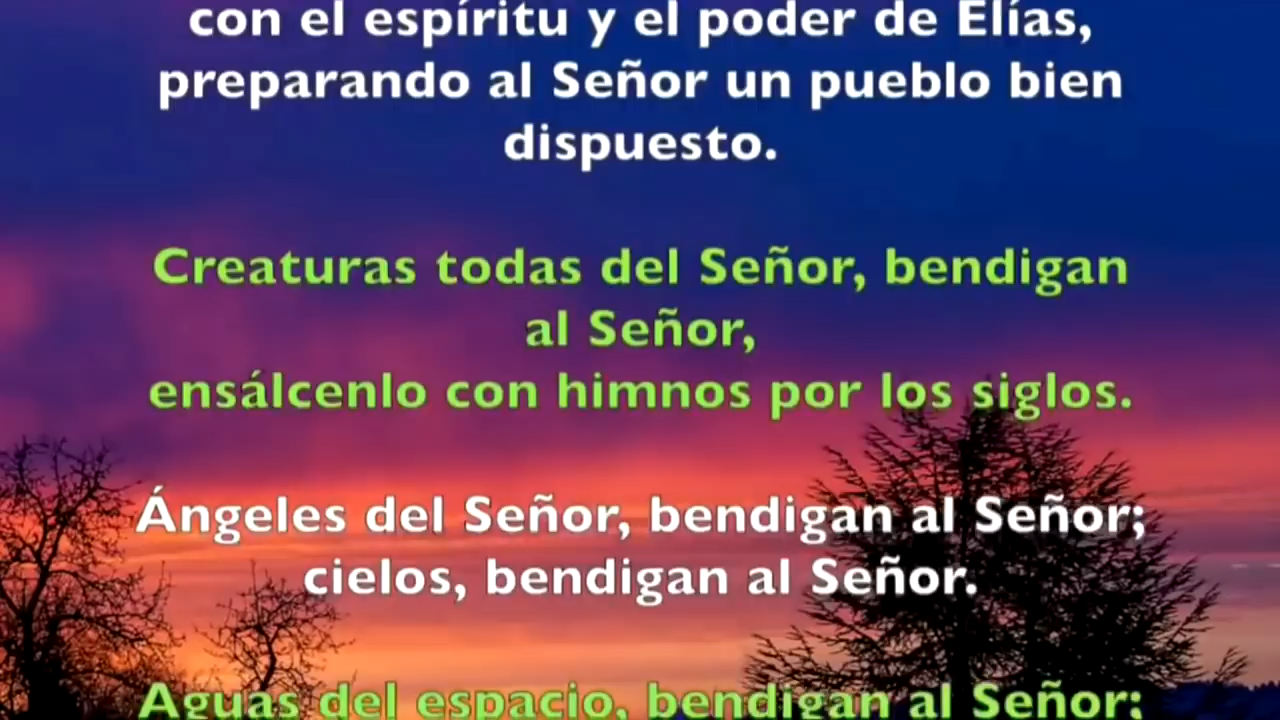 con el espíritu y el poder de Elías,
preparando al Señor un pueblo bien
dispuesto.
Creaturas todas del Señor, bendigan
al Señor,
ensálcenlo con himnos por los siglos.
Ángeles del Señor, bendigan al Señor;
cielos, bendigan al Señor.
Aguas del espacio, bendigan al Señor;